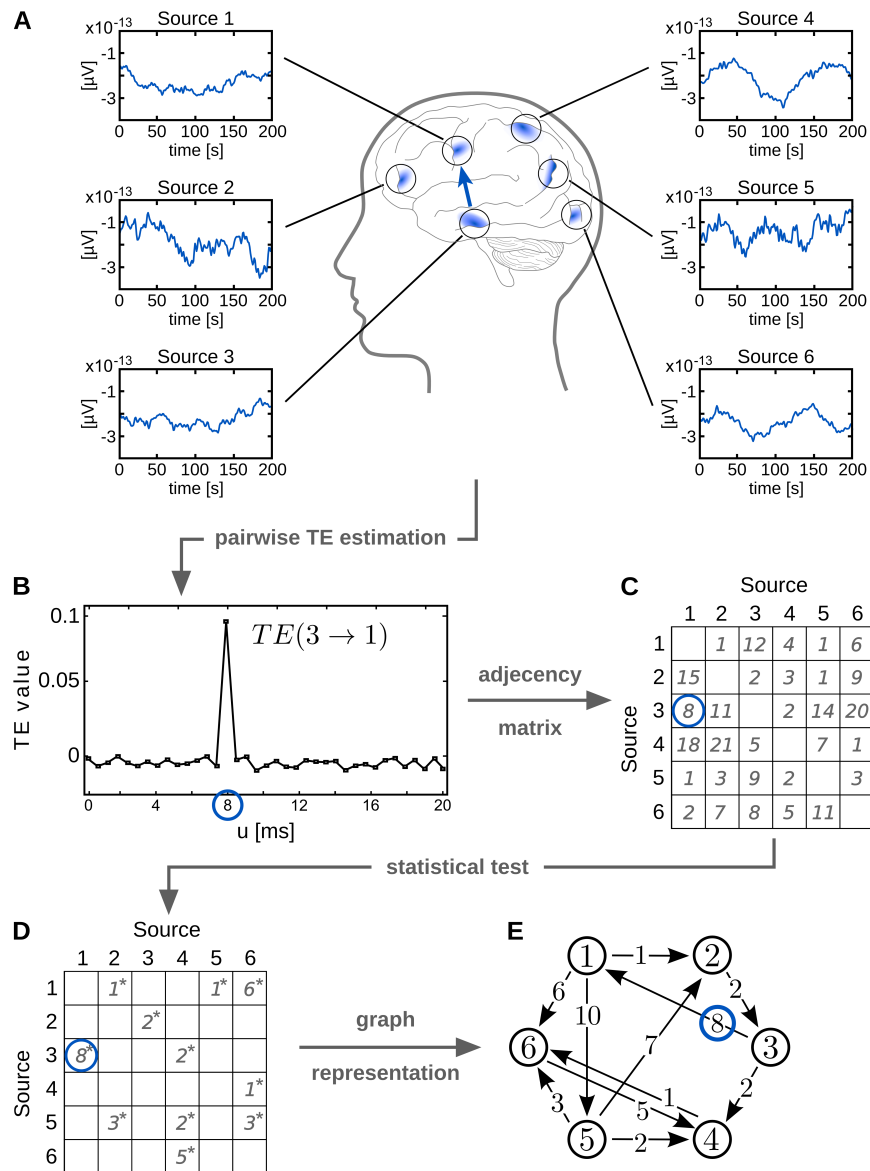 A
Source 1
x10-13
-1
-3
[µV]
0 50 100 150 200
time [s]
Source 2
x10-13
-1
-3
[µV]
0 50 100 150 200
time [s]
Source 3
x10-13
-1
-3
[µV]
0 50 100 150 200
time [s]
Source 4
x10-13
-1
-3
[µV]
0 50 100 150 200
time [s]
Source 5
x10-13
-1
-3
[µV]
0 50 100 150 200
time [s]
Source 6
x10-13
-1
-3
[µV]
0 50 100 150 200
time [s]
pairwise TE estimation
B
TE value
0.1
0.05
0
TE(3 → 1)
0 4 8 12 16 20
u [ms]
adjecency
matrix
C
Source
1 2 3 4 5 6
Source
1 1 12 4 1 6
2 15 2 3 1 9
3 8 11 2 14 20
4 18 21 5 7 1
5 1 3 9 2 3
6 2 7 8 5 11
statistical test
D
Source
1 2 3 4 5 6
Source
1 1* 1* 6*
2 2*
3 8* 2*
4 1*
5 3* 2* 3*
6 5*
graph
representation
E
1 1 2
6 10 2
8
6 7 3
3 5 1 2
5 2 4